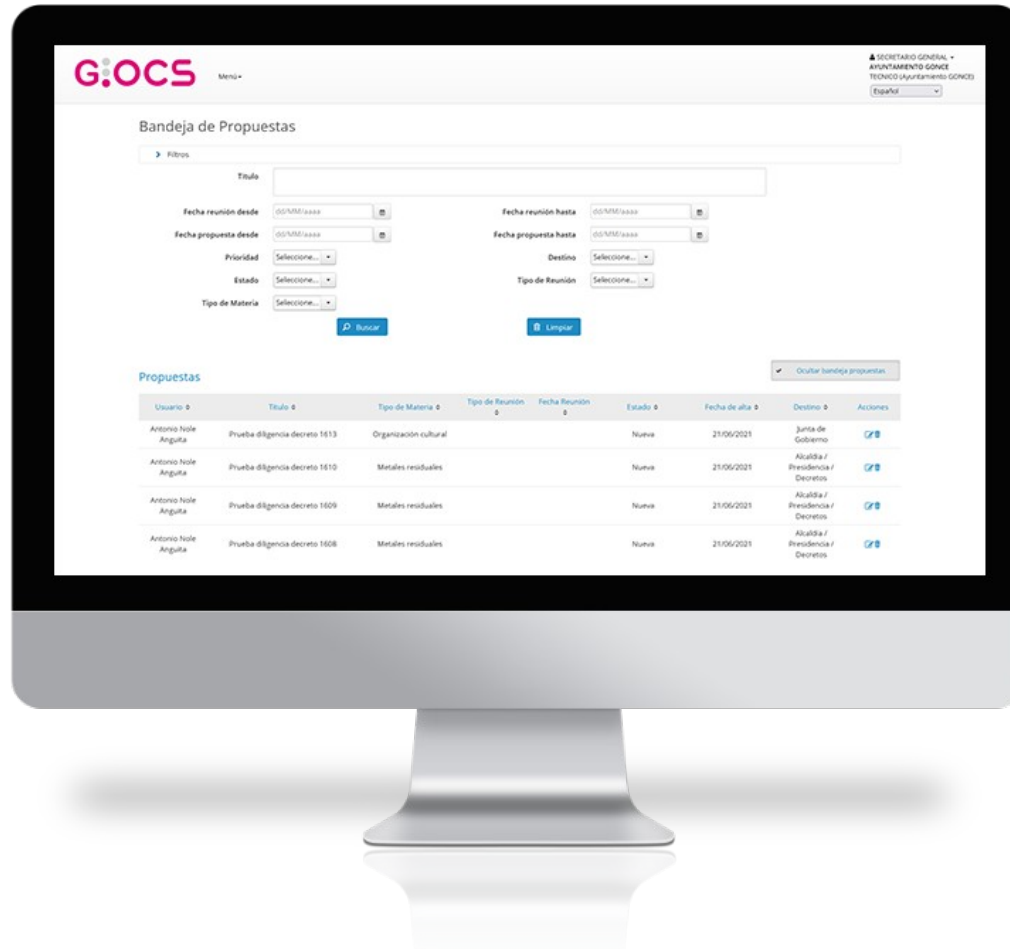 G:OCS
Menú
SECRETARIO GENERAL
AYUNTAMIENTO GONCE
TECNICO (Ayuntamiento GONCE)
Español
Bandeja de Propuestas
Filtros
Titulo
Fecha reunión desde dd/MM/aaaa Fecha reunión hasta dd/MM/aaaa
Fecha propuesta desde dd/MM/aaaa Fecha propuesta hasta dd/MM/aaaa
Prioridad Seleccione... Destino Seleccione...
Estado Seleccione... Tipo de Reunión Seleccione...
Tipo de Materia Seleccione...
Buscar Limpiar
Ocultar bandeja propuestas
Propuestas
Usuario Titulo Tipo de Materia Tipo de Reunión Fecha Reunión Estado Fecha de alta Destino Acciones
Antonio Nole Anguita Prueba diligencia decreto 1613 Organización cultural Nueva 21/06/2021 Junta de Gobierno
Antonio Nole Anguita Prueba diligencia decreto 1610 Metales residuales Nueva 21/06/2021 Alcaldía / Presidencia / Decretos
Antonio Nole Anguita Prueba diligencia decreto 1609 Metales residuales Nueva 21/06/2021 Alcaldía / Presidencia / Decretos
Antonio Nole Anguita Prueba diligencia decreto 1608 Metales residuales Nueva 21/06/2021 Alcaldía / Presidencia / Decretos